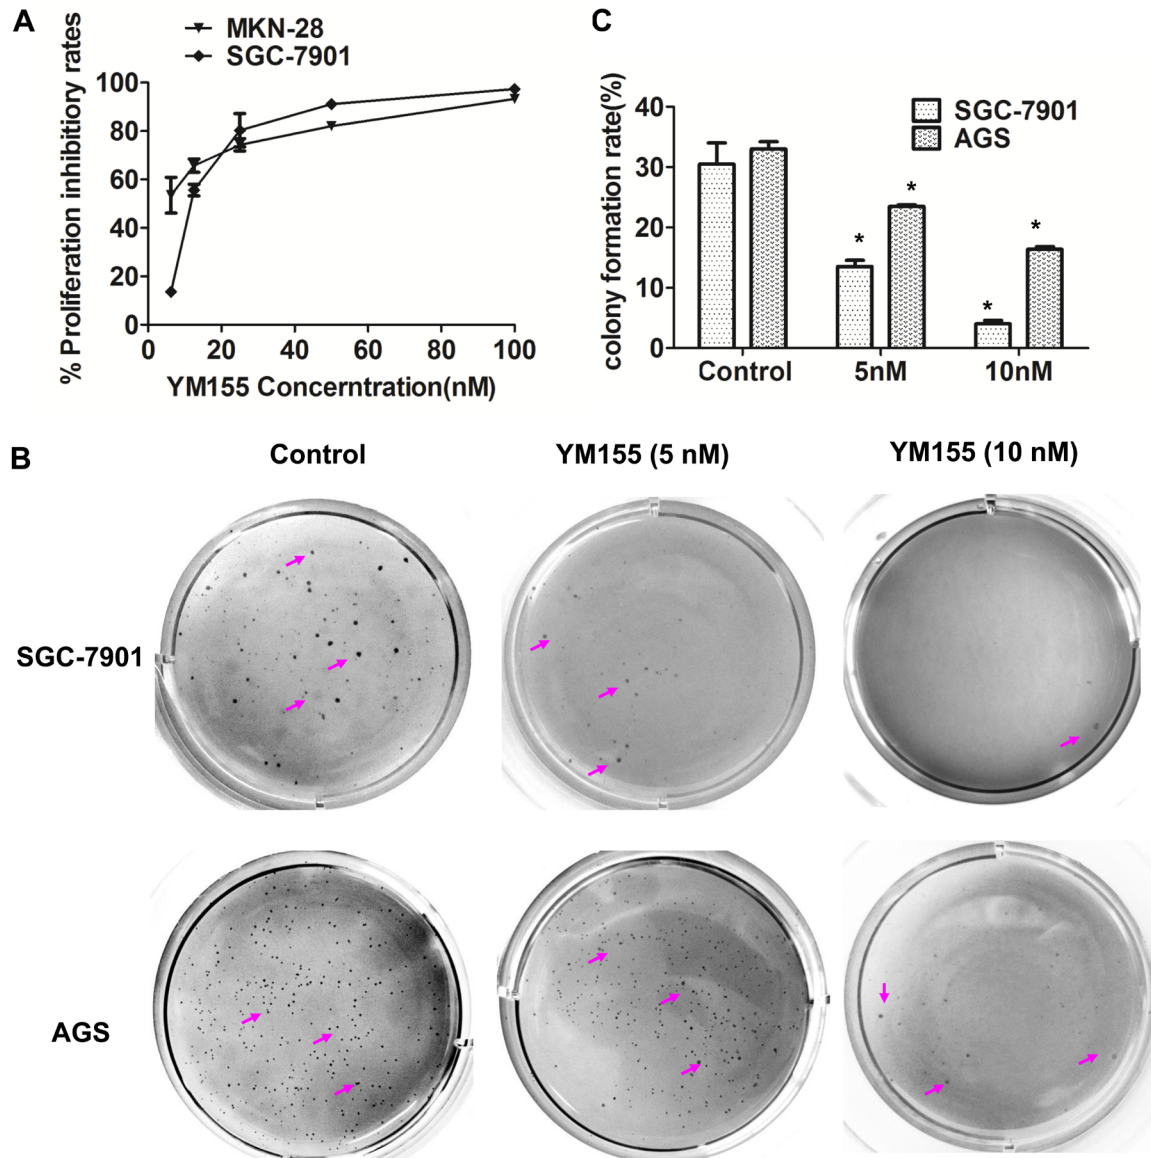 A
MKN-28
SGC-7901
% Proliferation inhibitiory rates
100
80
60
40
20
0
0 20 40 60 80 100
YM155 Concerntration(nM)
C
SGC-7901
AGS
colony formation rate(%)
40
30
20
10
0
* * * *
Control 5nM 10nM
B
Control YM155 (5 nM) YM155 (10 nM)
SGC-7901
AGS